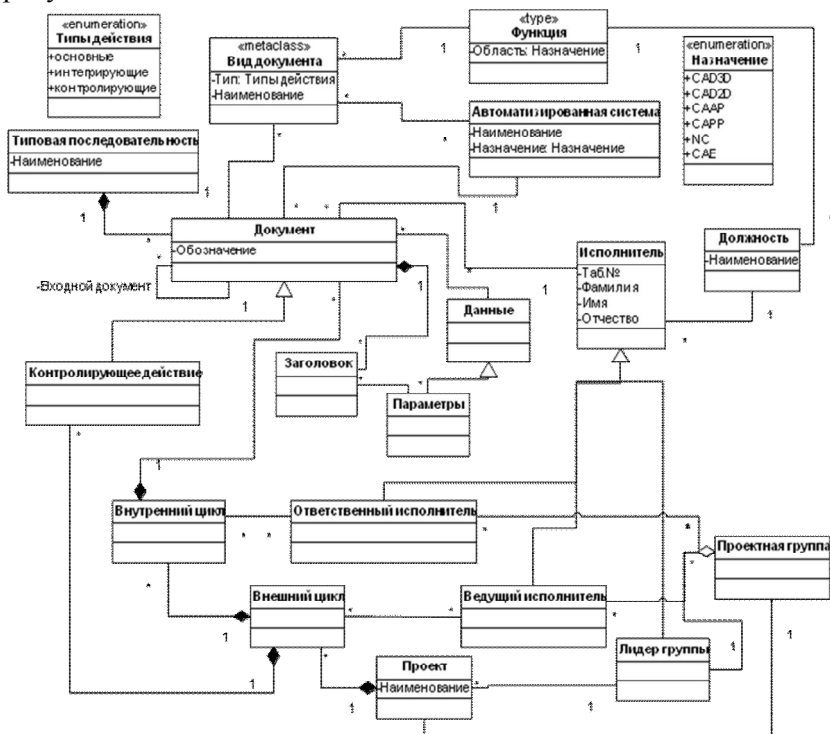 «enumeration»
Типы действия
+основные
+интегрирующие
+контролирующие
«metaclass»
Вид документа
-Тип: Типы действия
-Наименование
«type»
Функция
-Область: Назначение
«enumeration»
Назначение
+CAD3D
+CAD2D
+CAAP
+CAPP
+NC
+CAE
Типовая последовательность
-Наименование
Автоматизированная система
-Наименование
-Назначение: Назначение
Документ
-Обозначение
-Входной документ
Исполнитель
-Таб.№
-Фамилия
-Имя
-Отчество
Должность
-Наименование
Данные
Заголовок
Контролирующее действие
Параметры
Внутренний цикл
Ответственный исполнитель
Проектная группа
Внешний цикл
Ведущий исполнитель
Лидер группы
Проект
-Наименование